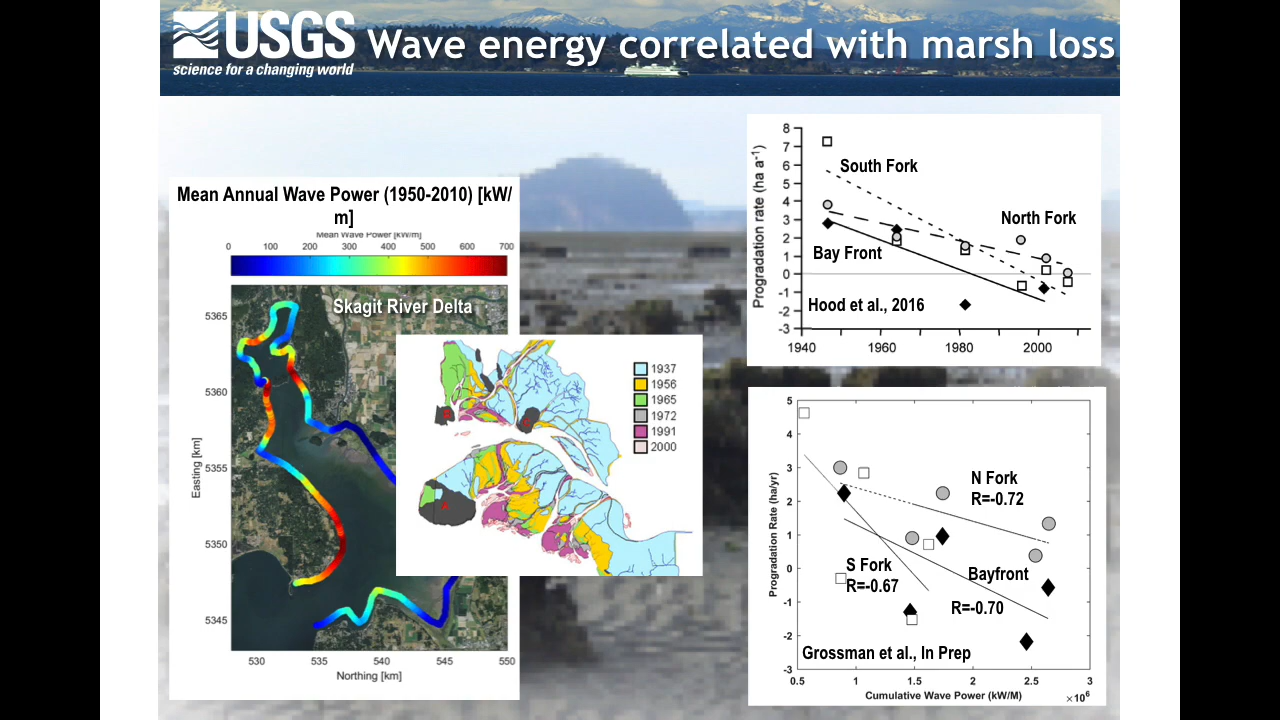 USGS
science for a changing world
Wave energy correlated with marsh loss
Mean Annual Wave Power (1950-2010) [kW/
m]
Mean Wave Power [kW/m]
0 100 200 300 400 500 600 700
Skagit River Delta
5365
5360
5355
5350
5345
Easting [km]
530 535 540 545 550
Northing [km]
1937
1956
1965
1972
1991
2000
8
7
6
5
4
3
2
1
0
-1
-2
-3
Progradation rate (ha a-1)
South Fork
North Fork
Bay Front
Hood et al., 2016
1940 1960 1980 2000
5
4
3
2
1
0
-1
-2
-3
Progradation Rate (ha/yr)
N Fork
R=-0.72
S Fork
R=-0.67
Bayfront
R=-0.70
Grossman et al., In Prep
0.5 1 1.5 2 2.5 3
Cumulative Wave Power (kW/M)
×10^6